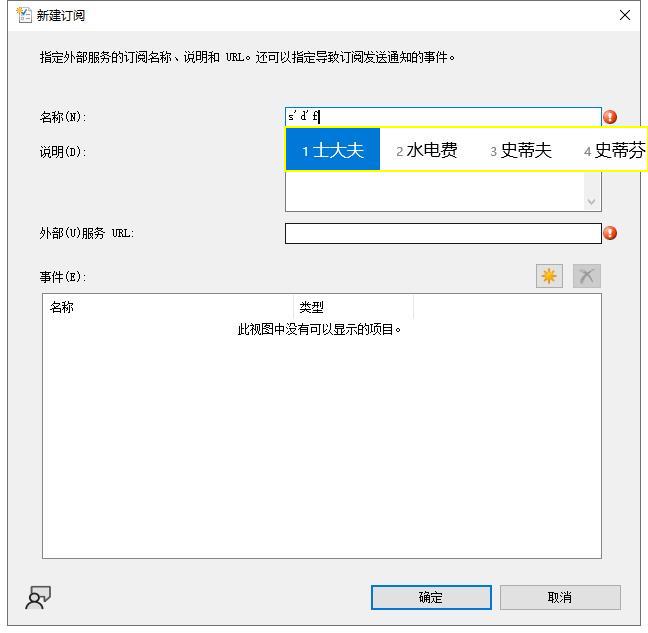 新建订阅
指定外部服务的订阅名称、说明和 URL。还可以指定导致订阅发送通知的事件。
名称(N):
s'd'f
说明(D):
1 士大夫 2 水电费 3 史蒂夫 4 史蒂芬
外部(U)服务 URL:
事件(E):
名称 类型
此视图中没有可以显示的项目。
确定 取消